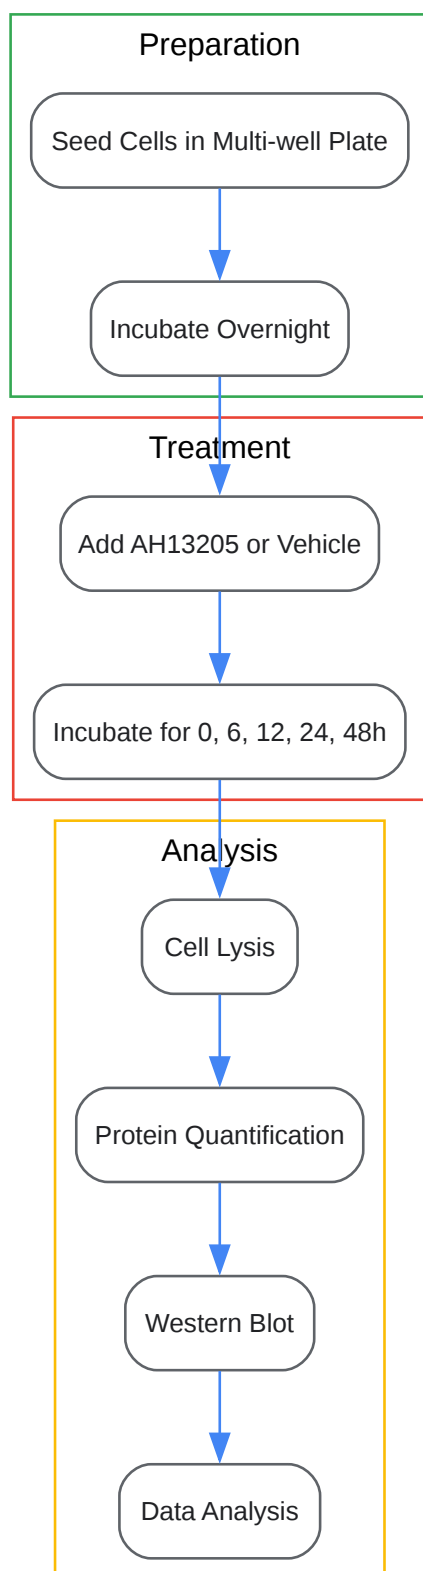 Preparation
Seed Cells in Multi-well Plate
Incubate Overnight
Treatment
Add AH13205 or Vehicle
Incubate for 0, 6, 12, 24, 48h
Analysis
Cell Lysis
Protein Quantification
Western Blot
Data Analysis